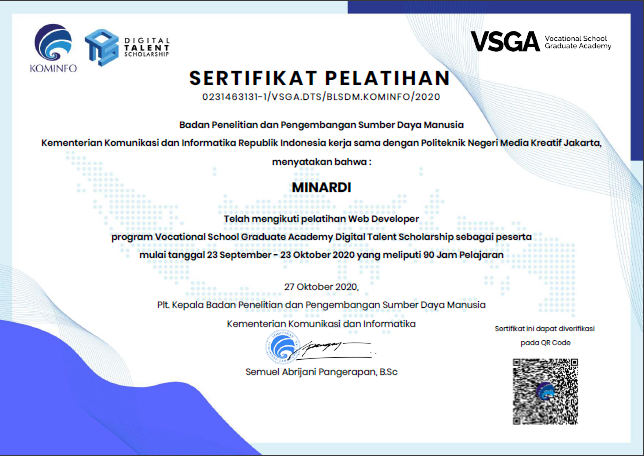 KOMINFO
DIGITAL
TALENT
SCHOLARSHIP
VSGA
Vocational School
Graduate Academy
SERTIFIKAT PELATIHAN
0231463131-1/VSGA.DTS/BLSDM.KOMINFO/2020
Badan Penelitian dan Pengembangan Sumber Daya Manusia
Kementerian Komunikasi dan Informatika Republik Indonesia kerja sama dengan Politeknik Negeri Media Kreatif Jakarta,
menyatakan bahwa :
MINARDI
Telah mengikuti pelatihan Web Developer
program Vocational School Graduate Academy Digital Talent Scholarship sebagai peserta
mulai tanggal 23 September - 23 Oktober 2020 yang meliputi 90 Jam Pelajaran
27 Oktober 2020,
Plt. Kepala Badan Penelitian dan Pengembangan Sumber Daya Manusia
Kementerian Komunikasi dan Informatika
Semuel Abrijani Pangerapan, B.Sc
Sertifikat ini dapat diverifikasi
pada QR Code